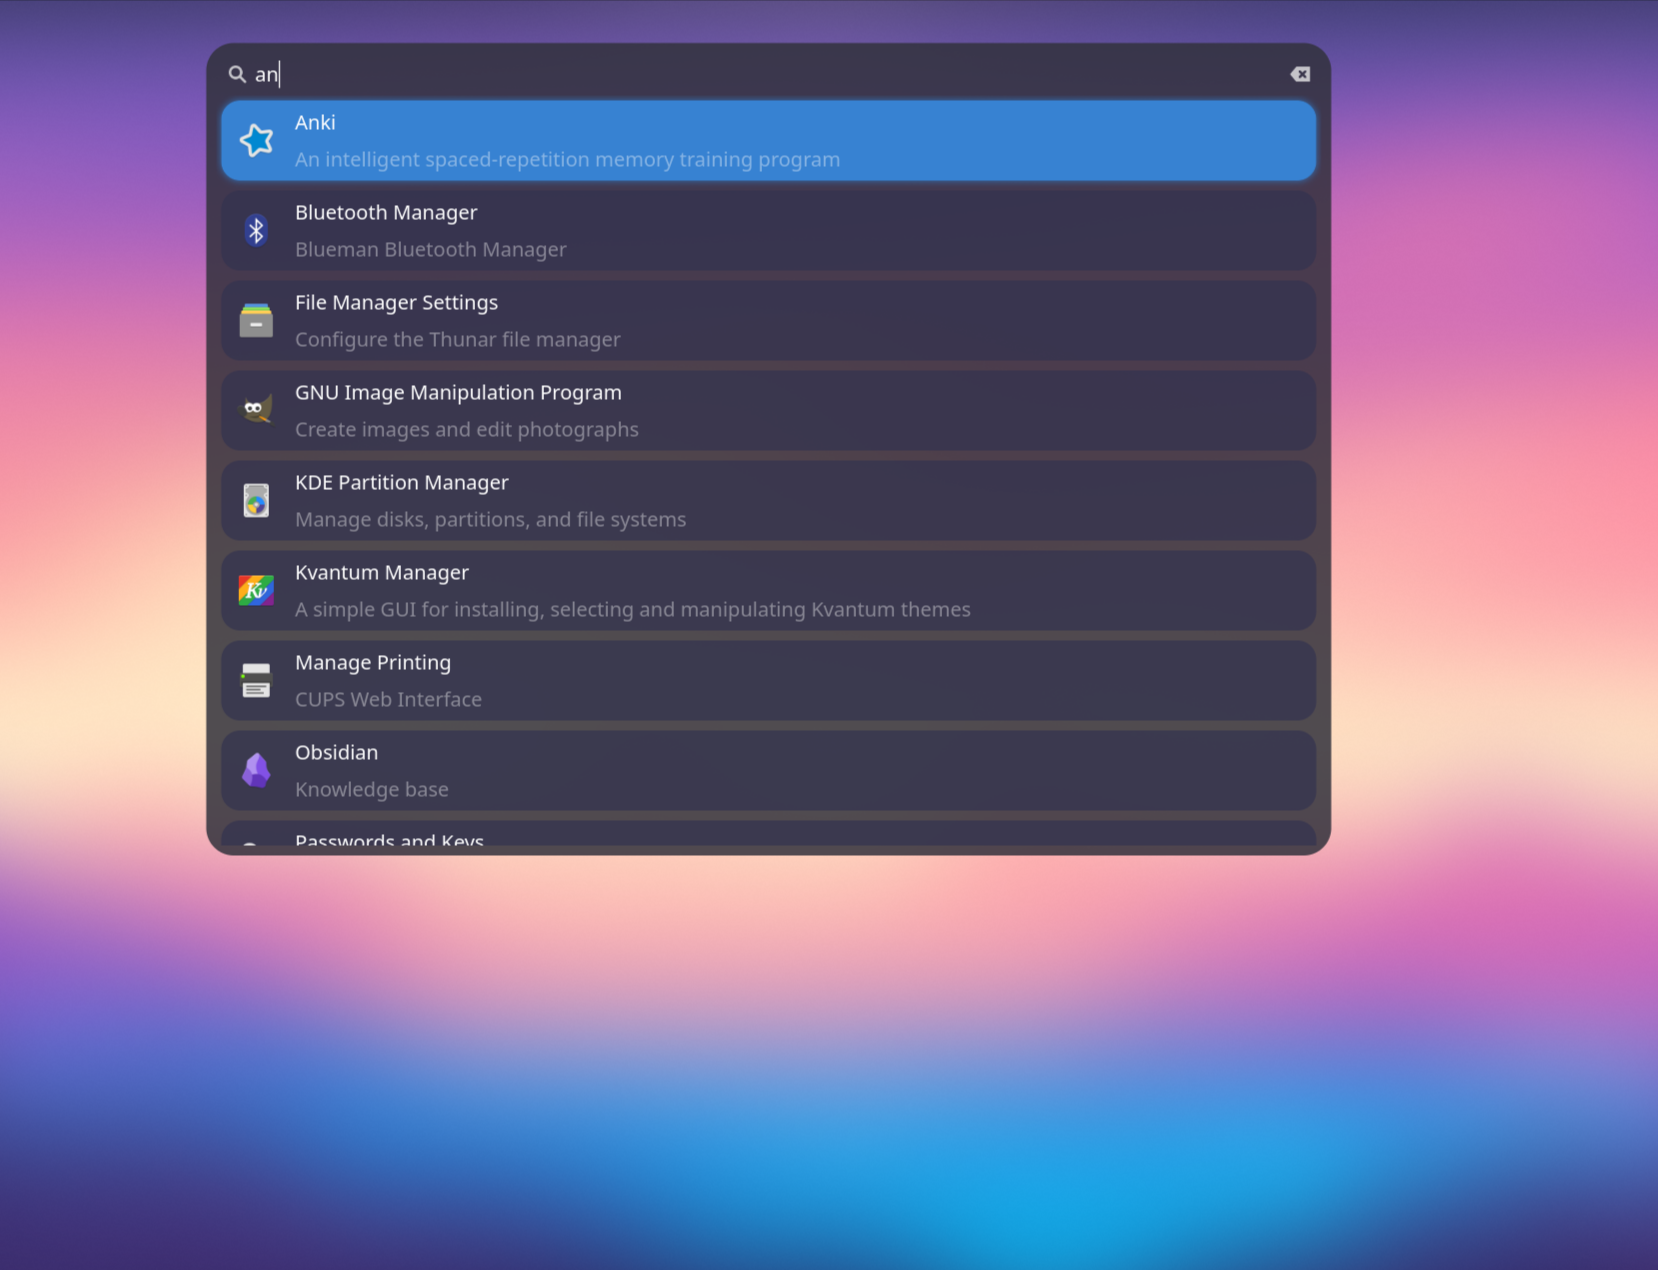 an
Anki
An intelligent spaced-repetition memory training program
Bluetooth Manager
Blueman Bluetooth Manager
File Manager Settings
Configure the Thunar file manager
GNU Image Manipulation Program
Create images and edit photographs
KDE Partition Manager
Manage disks, partitions, and file systems
Kvantum Manager
A simple GUI for installing, selecting and manipulating Kvantum themes
Kv
Manage Printing
CUPS Web Interface
Obsidian
Knowledge base
Passwords and Keys